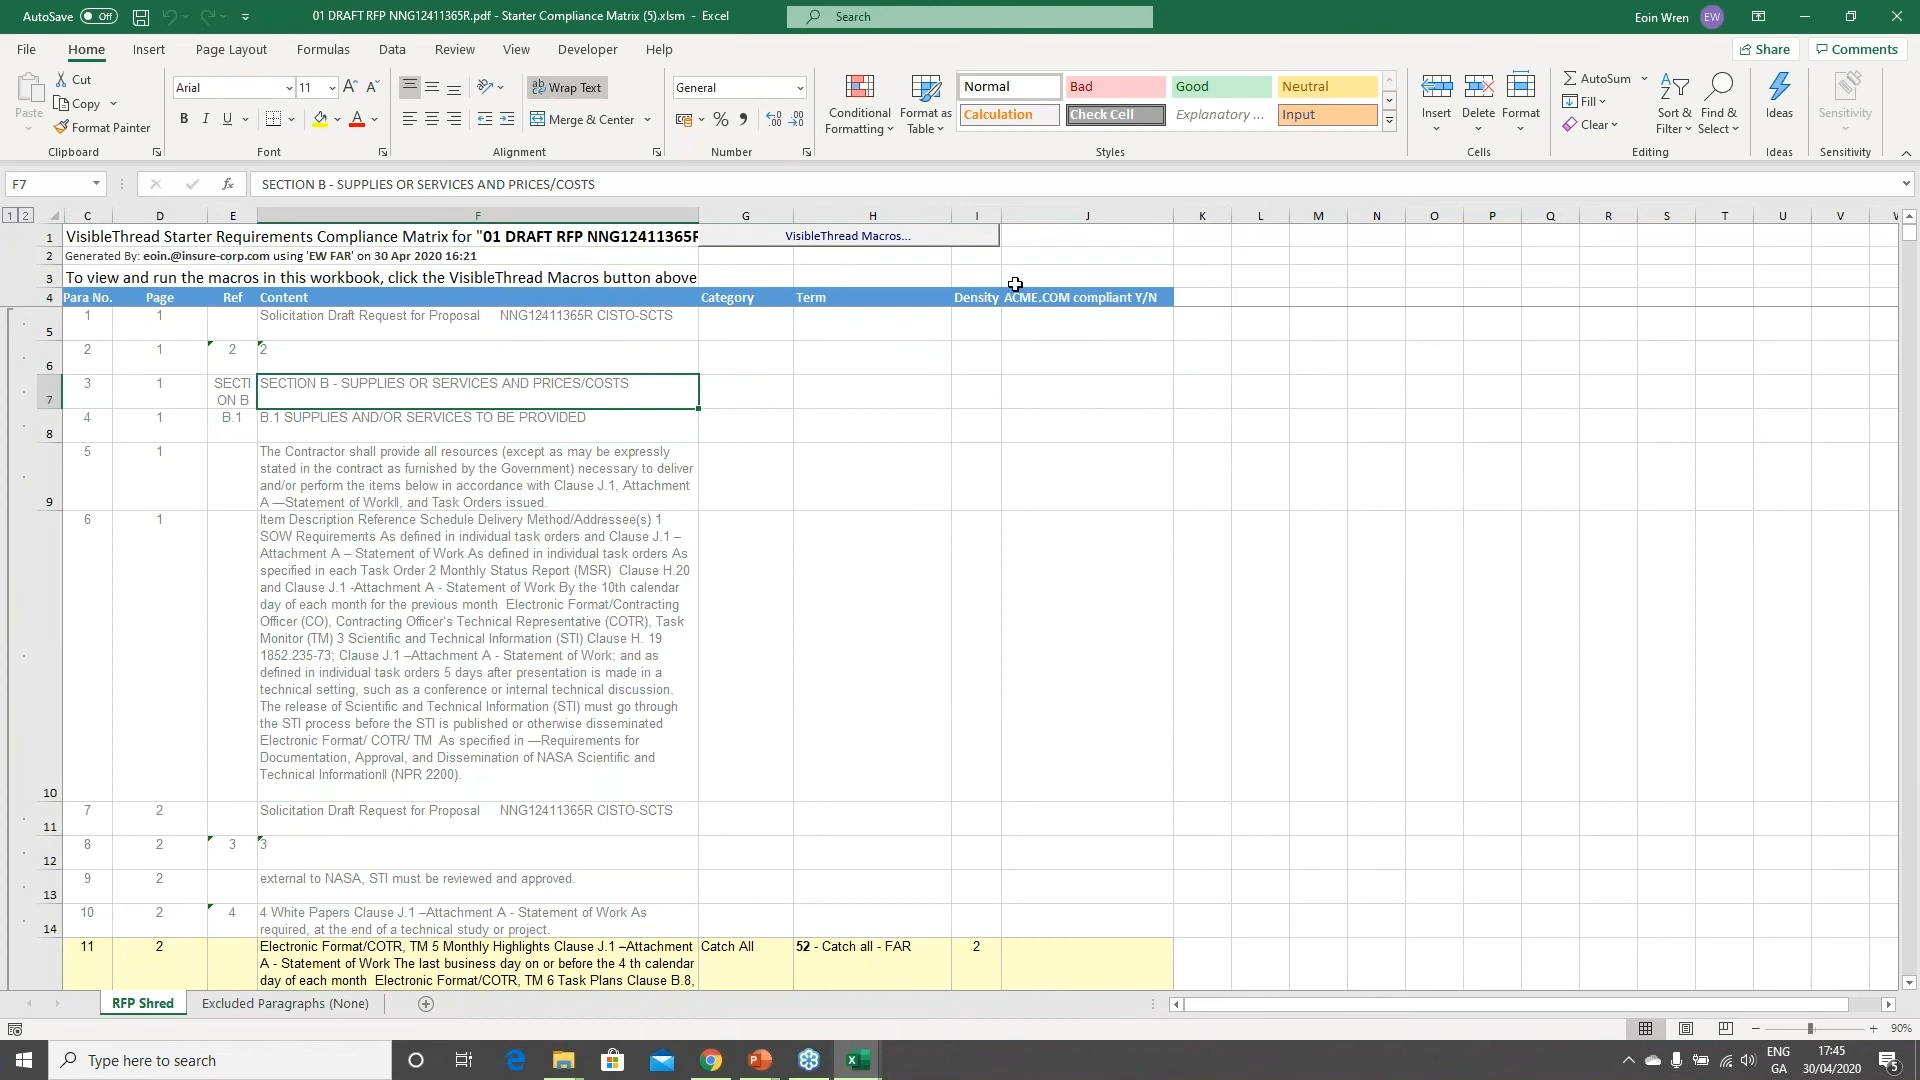 AutoSave Off 01 DRAFT RFP NNG12411365R.pdf - Starter Compliance Matrix (5).xlsm - Excel Search Eoin Wren EW
File Home Insert Page Layout Formulas Data Review View Developer Help Share Comments
Paste Cut Copy Format Painter Clipboard
Arial 11 A A B I U A Font
Wrap Text Merge & Center Alignment
General % Number
Conditional Formatting Format as Table
Normal Bad Good Neutral
Calculation Check Cell Explanatory ... Input
Styles
Insert Delete Format Cells
AutoSum Fill Clear Sort & Filter Find & Select Editing
Ideas Ideas
Sensitivity Sensitivity
F7 fx SECTION B - SUPPLIES OR SERVICES AND PRICES/COSTS
1 2 C D E F G H I J K L M N O P Q R S T U V
1 VisibleThread Starter Requirements Compliance Matrix for "01 DRAFT RFP NNG12411365R VisibleThread Macros...
2 Generated By: eoin.@insure-corp.com using 'EW FAR' on 30 Apr 2020 16:21
3 To view and run the macros in this workbook, click the VisibleThread Macros button above
4 Para No. Page Ref Content Category Term Density ACME.COM compliant Y/N
1 1 Solicitation Draft Request for Proposal NNG12411365R CISTO-SCTS
5
2 1 2 2
6
3 1 SECTI SECTION B - SUPPLIES OR SERVICES AND PRICES/COSTS
7 ON B
4 1 B.1 B.1 SUPPLIES AND/OR SERVICES TO BE PROVIDED
8
5 1 The Contractor shall provide all resources (except as may be expressly
stated in the contract as furnished by the Government) necessary to deliver
and/or perform the items below in accordance with Clause J.1, Attachment
9 A ―Statement of Work‖, and Task Orders issued.
6 1 Item Description Reference Schedule Delivery Method/Addressee(s) 1
SOW Requirements As defined in individual task orders and Clause J.1 –
Attachment A – Statement of Work As defined in individual task orders As
specified in each Task Order 2 Monthly Status Report (MSR) Clause H.20
and Clause J.1 -Attachment A - Statement of Work By the 10th calendar
day of each month for the previous month Electronic Format/Contracting
Officer (CO), Contracting Officer's Technical Representative (COTR), Task
Monitor (TM) 3 Scientific and Technical Information (STI) Clause H. 19
1852.235-73; Clause J.1 –Attachment A - Statement of Work; and as
defined in individual task orders 5 days after presentation is made in a
technical setting, such as a conference or internal technical discussion.
The release of Scientific and Technical Information (STI) must go through
the STI process before the STI is published or otherwise disseminated
Electronic Format/ COTR/ TM As specified in ―Requirements for
Documentation, Approval, and Dissemination of NASA Scientific and
Technical Information‖ (NPR 2200).
10
7 2 Solicitation Draft Request for Proposal NNG12411365R CISTO-SCTS
11
8 2 3 3
12
9 2 external to NASA, STI must be reviewed and approved.
13
10 2 4 4 White Papers Clause J.1 –Attachment A - Statement of Work As
14 required, at the end of a technical study or project.
11 2 Electronic Format/COTR, TM 5 Monthly Highlights Clause J.1 –Attachment Catch All 52 - Catch all - FAR 2
A - Statement of Work The last business day on or before the 4 th calendar
day of each month Electronic Format/COTR, TM 6 Task Plans Clause B.8,
RFP Shred Excluded Paragraphs (None)
90%
Type here to search ENG GA 17:45 30/04/2020 5